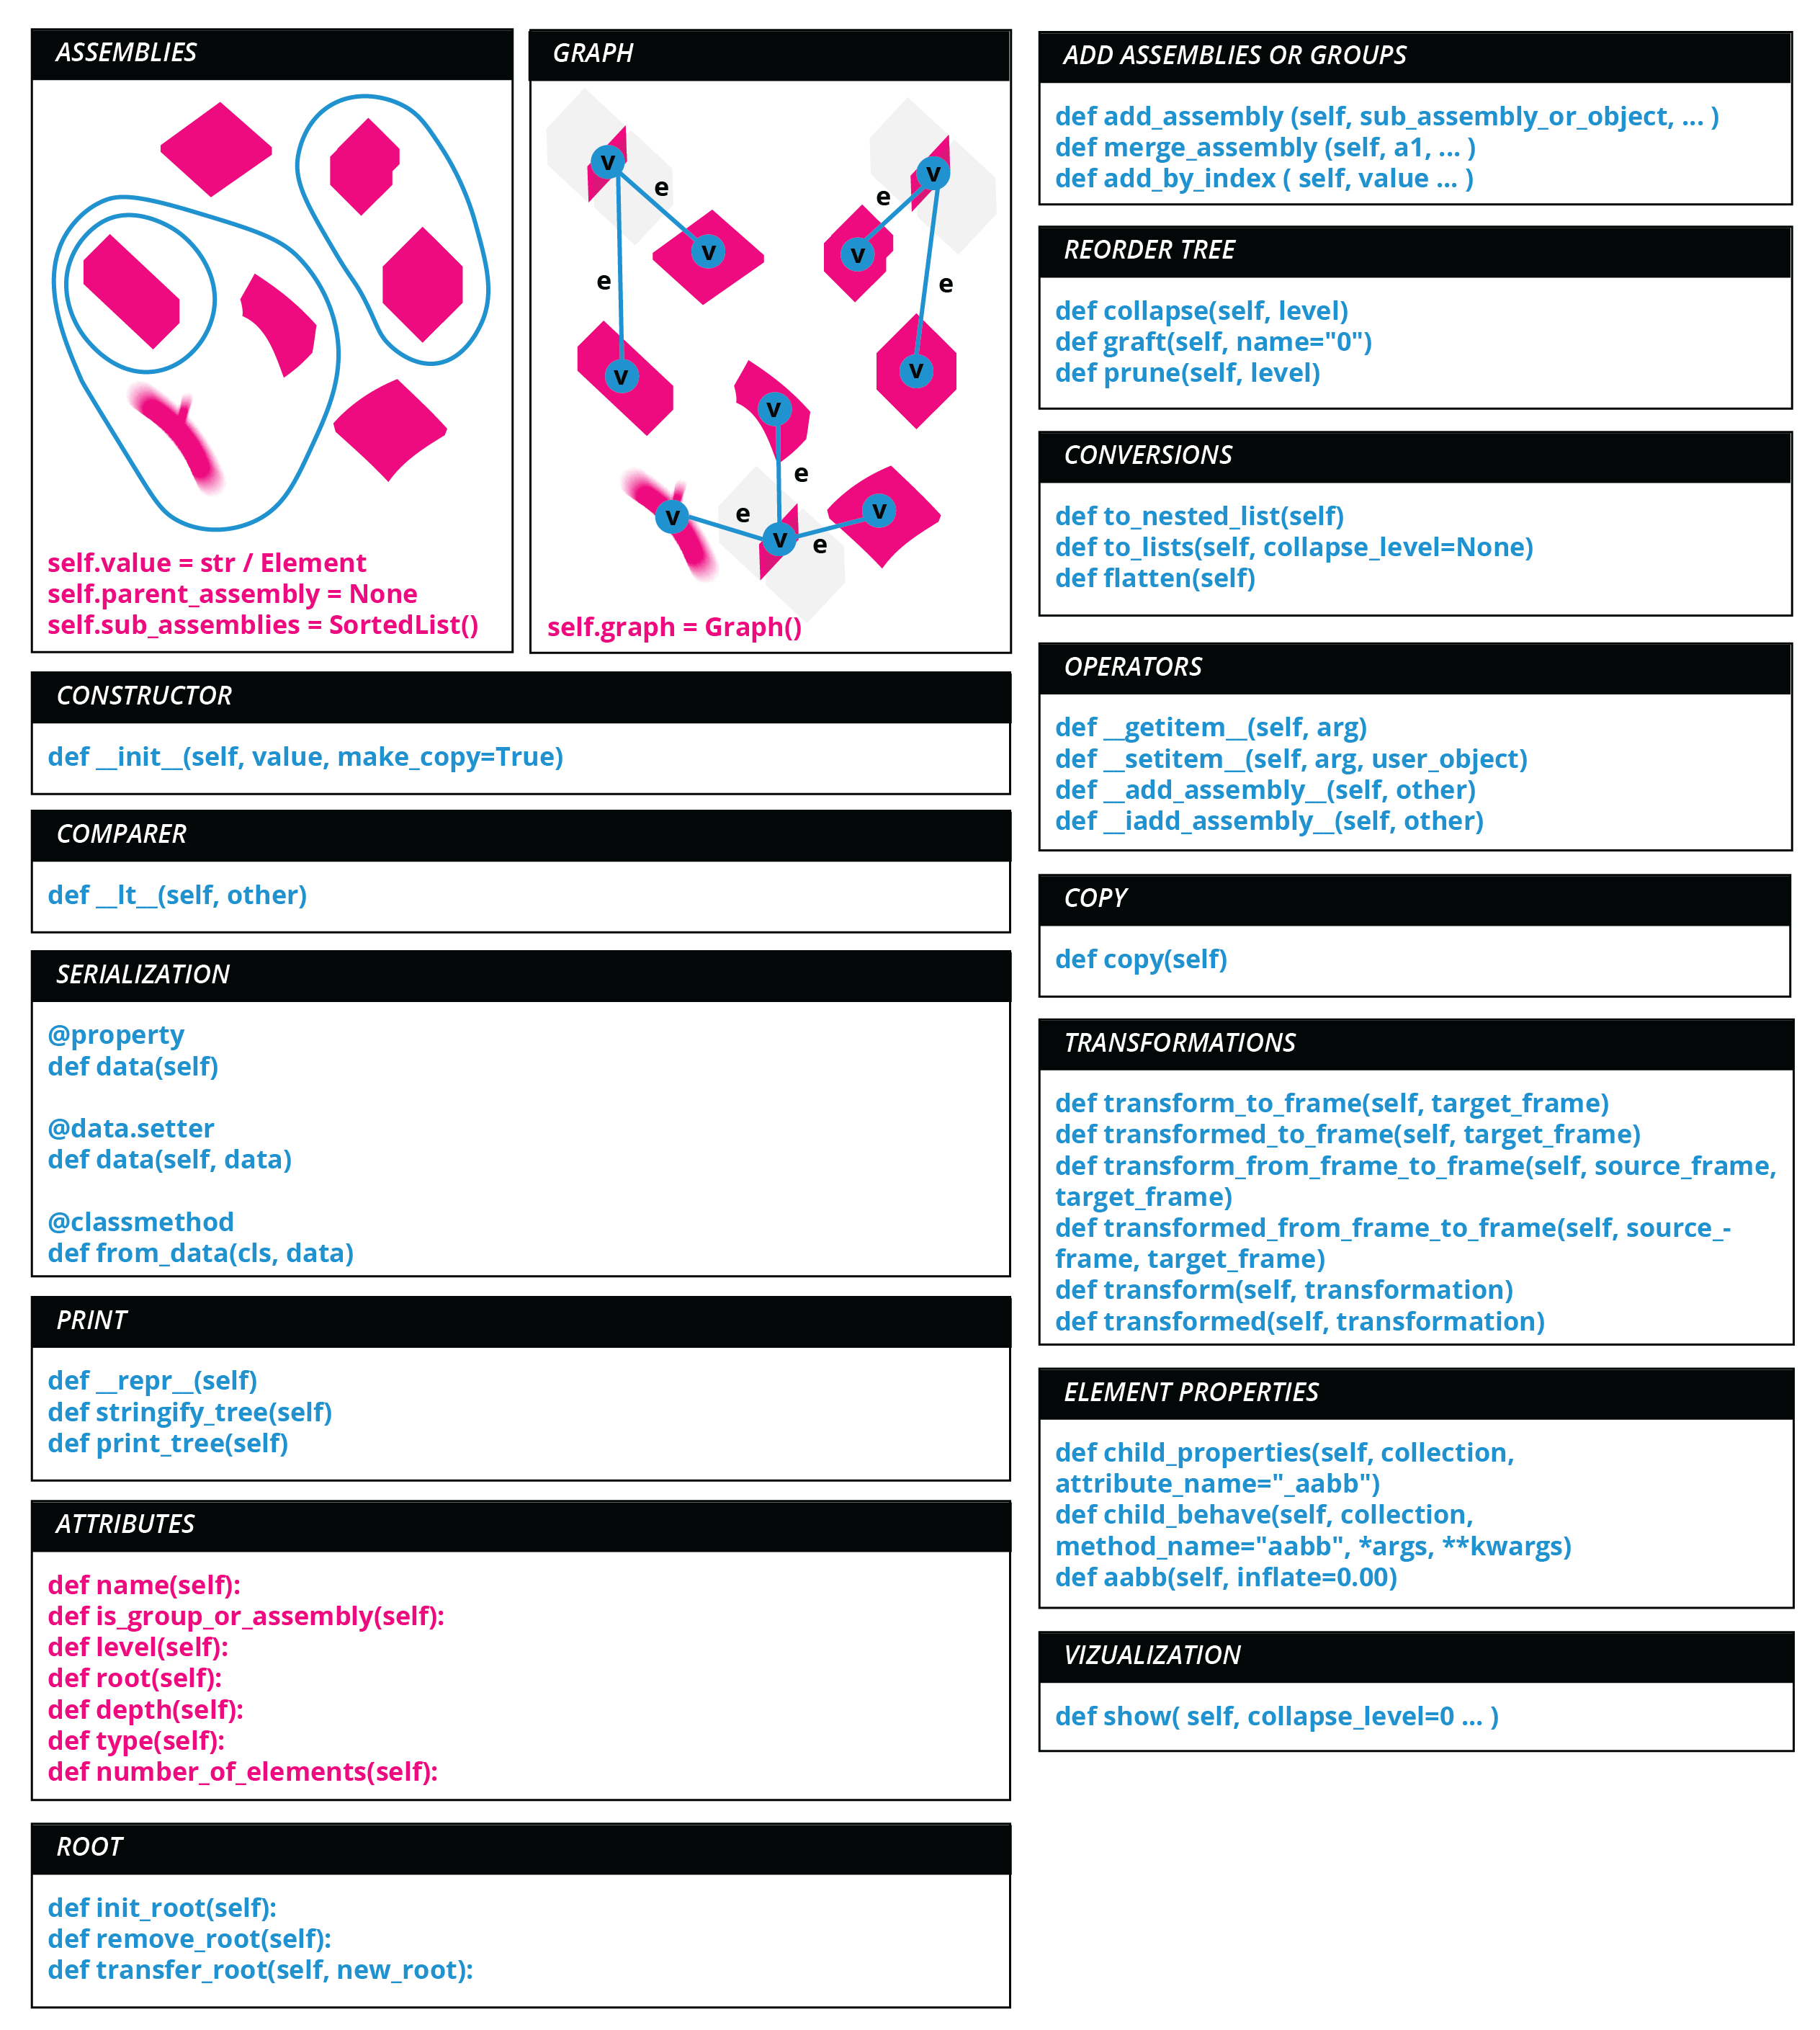 ASSEMBLIES
self.value = str / Element
self.parent_assembly = None
self.sub_assemblies = SortedList()
GRAPH
v
e
v
e
v
v
e
v
e
v
v
e
v
e
v
e
v
self.graph = Graph()
CONSTRUCTOR
def __init__(self, value, make_copy=True)
COMPARER
def __lt__(self, other)
SERIALIZATION
@property
def data(self)
@data.setter
def data(self, data)
@classmethod
def from_data(cls, data)
PRINT
def __repr__(self)
def stringify_tree(self)
def print_tree(self)
ATTRIBUTES
def name(self):
def is_group_or_assembly(self):
def level(self):
def root(self):
def depth(self):
def type(self):
def number_of_elements(self):
ROOT
def init_root(self):
def remove_root(self):
def transfer_root(self, new_root):
ADD ASSEMBLIES OR GROUPS
def add_assembly (self, sub_assembly_or_object, ... )
def merge_assembly (self, a1, ... )
def add_by_index ( self, value ... )
REORDER TREE
def collapse(self, level)
def graft(self, name="0")
def prune(self, level)
CONVERSIONS
def to_nested_list(self)
def to_lists(self, collapse_level=None)
def flatten(self)
OPERATORS
def __getitem__(self, arg)
def __setitem__(self, arg, user_object)
def __add_assembly__(self, other)
def __iadd_assembly__(self, other)
COPY
def copy(self)
TRANSFORMATIONS
def transform_to_frame(self, target_frame)
def transformed_to_frame(self, target_frame)
def transform_from_frame_to_frame(self, source_frame,
target_frame)
def transformed_from_frame_to_frame(self, source_-
frame, target_frame)
def transform(self, transformation)
def transformed(self, transformation)
ELEMENT PROPERTIES
def child_properties(self, collection,
attribute_name="_aabb")
def child_behave(self, collection,
method_name="aabb", *args, **kwargs)
def aabb(self, inflate=0.00)
VIZUALIZATION
def show( self, collapse_level=0 ... )